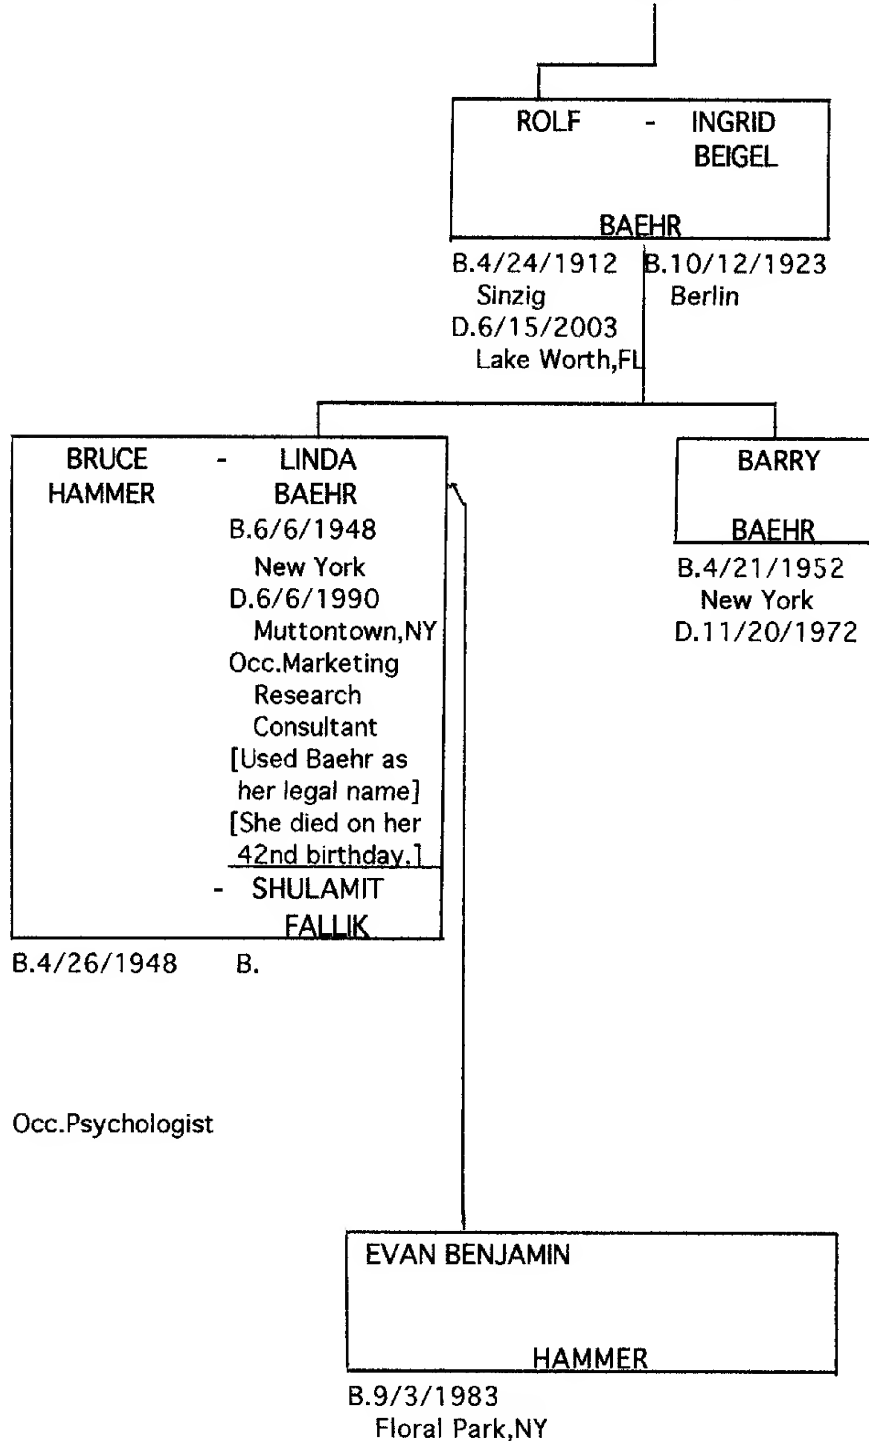 ROLF - INGRID
BEIGEL
BAEHR
B.4/24/1912 B.10/12/1923
Sinzig Berlin
D.6/15/2003
Lake Worth,FL
BRUCE - LINDA
HAMMER BAEHR
B.6/6/1948
New York
D.6/6/1990
Muttontown,NY
Occ.Marketing
Research
Consultant
[Used Baehr as
her legal name]
[She died on her
42nd birthday.]
- SHULAMIT
FALLIK
B.4/26/1948 B.
Occ.Psychologist
BARRY
BAEHR
B.4/21/1952
New York
D.11/20/1972
EVAN BENJAMIN
HAMMER
B.9/3/1983
Floral Park,NY